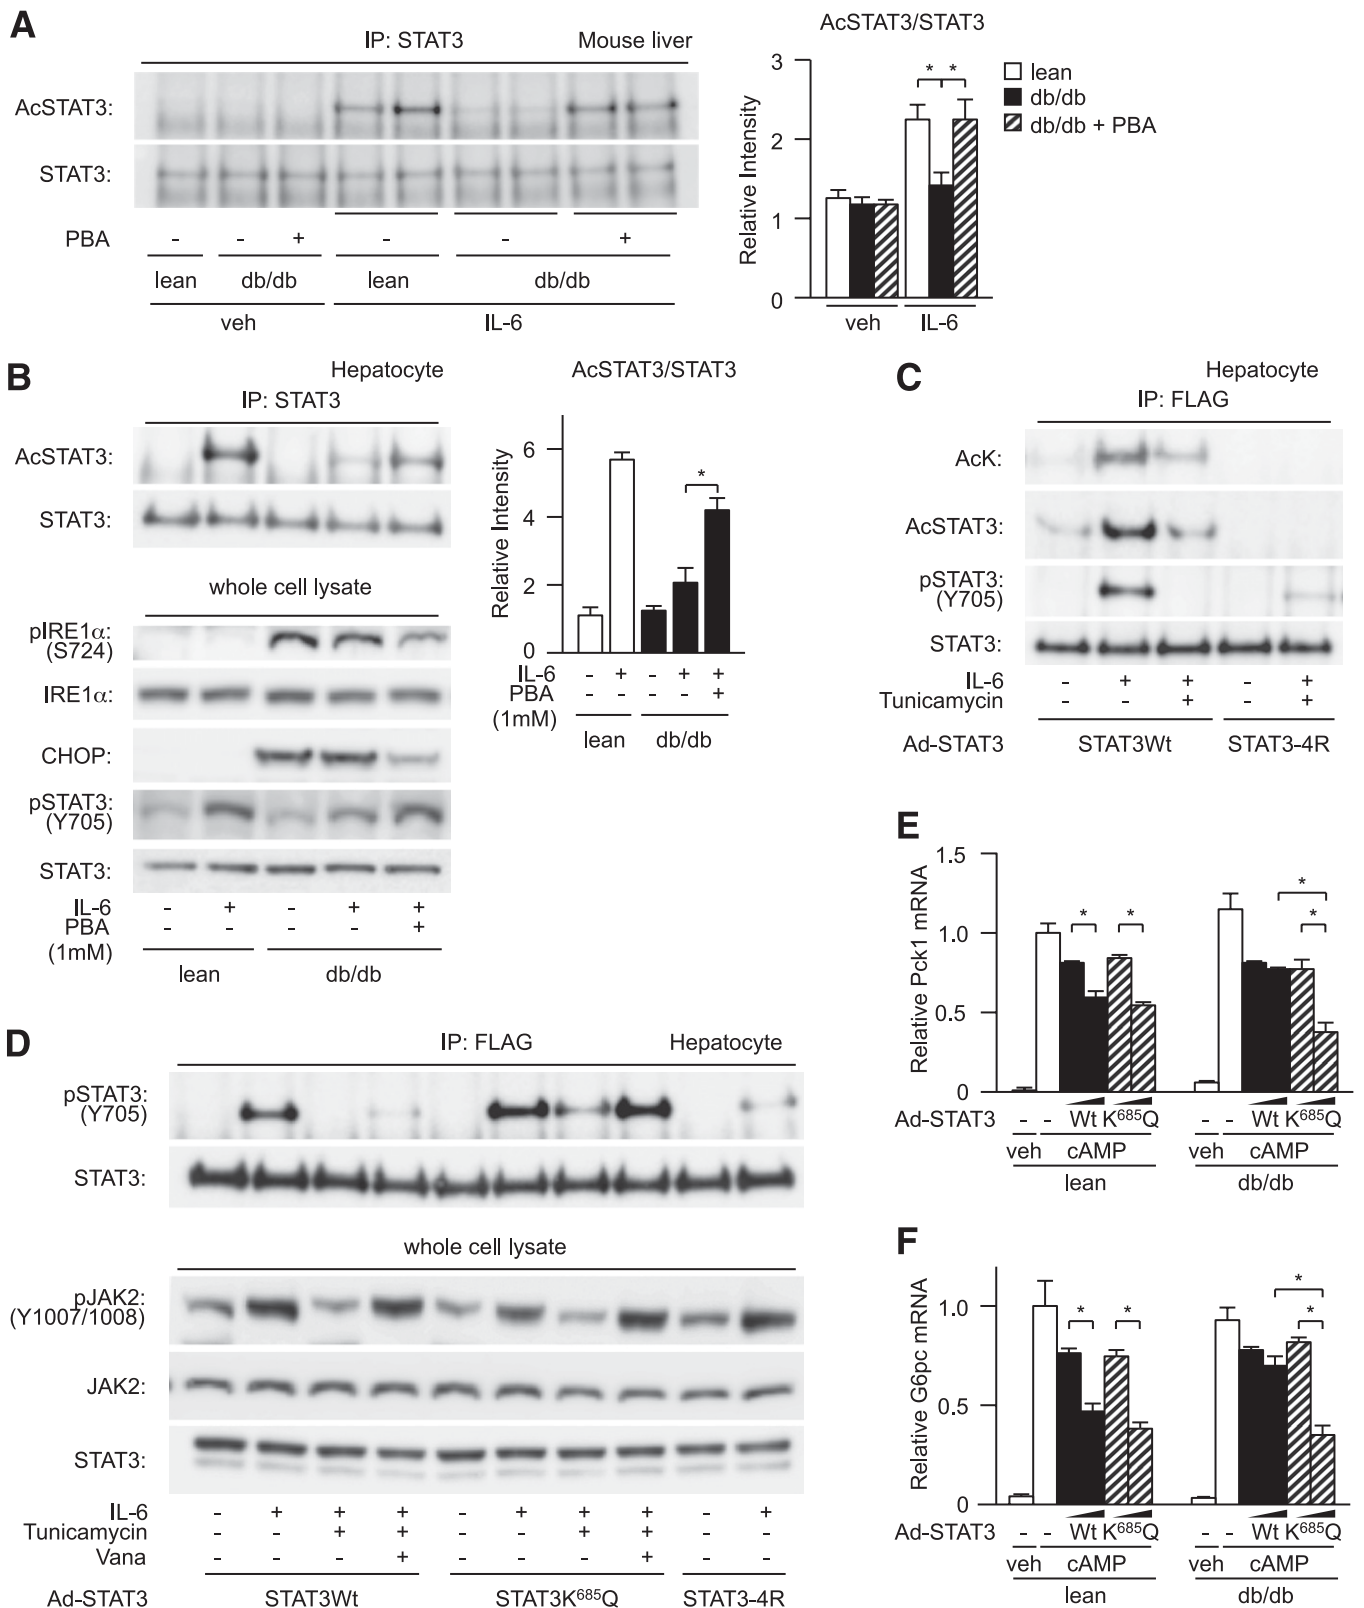 A
IP: STAT3 Mouse liver
AcSTAT3:
STAT3:
PBA - - + - - +
lean db/db lean db/db
veh IL-6
AcSTAT3/STAT3
Relative Intensity
3
2
1
0
veh IL-6
* *
lean
db/db
db/db + PBA
B
Hepatocyte
IP: STAT3
AcSTAT3:
STAT3:
whole cell lysate
pIRE1α:
(S724)
IRE1α:
CHOP:
pSTAT3:
(Y705)
STAT3:
IL-6 - + - + +
PBA - - - - +
(1mM)
lean db/db
AcSTAT3/STAT3
Relative Intensity
6
4
2
0
*
IL-6 - + - + +
PBA - - - - +
(1mM)
lean db/db
C
Hepatocyte
IP: FLAG
AcK:
AcSTAT3:
pSTAT3:
(Y705)
STAT3:
IL-6 - + + - +
Tunicamycin - - + - +
Ad-STAT3 STAT3Wt STAT3-4R
D
IP: FLAG Hepatocyte
pSTAT3:
(Y705)
STAT3:
whole cell lysate
pJAK2:
(Y1007/1008)
JAK2:
STAT3:
IL-6 - + + + - + + + - +
Tunicamycin - - + + - - + + - -
Vana - - - + - - - + - -
Ad-STAT3 STAT3Wt STAT3K⁶⁸⁵Q STAT3-4R
E
Relative Pck1 mRNA
1.5
1.0
0.5
0
* * * *
Ad-STAT3 - - Wt K⁶⁸⁵Q - - Wt K⁶⁸⁵Q
veh cAMP veh cAMP
lean db/db
F
Relative G6pc mRNA
1.0
0.5
0
* * * *
Ad-STAT3 - - Wt K⁶⁸⁵Q - - Wt K⁶⁸⁵Q
veh cAMP veh cAMP
lean db/db